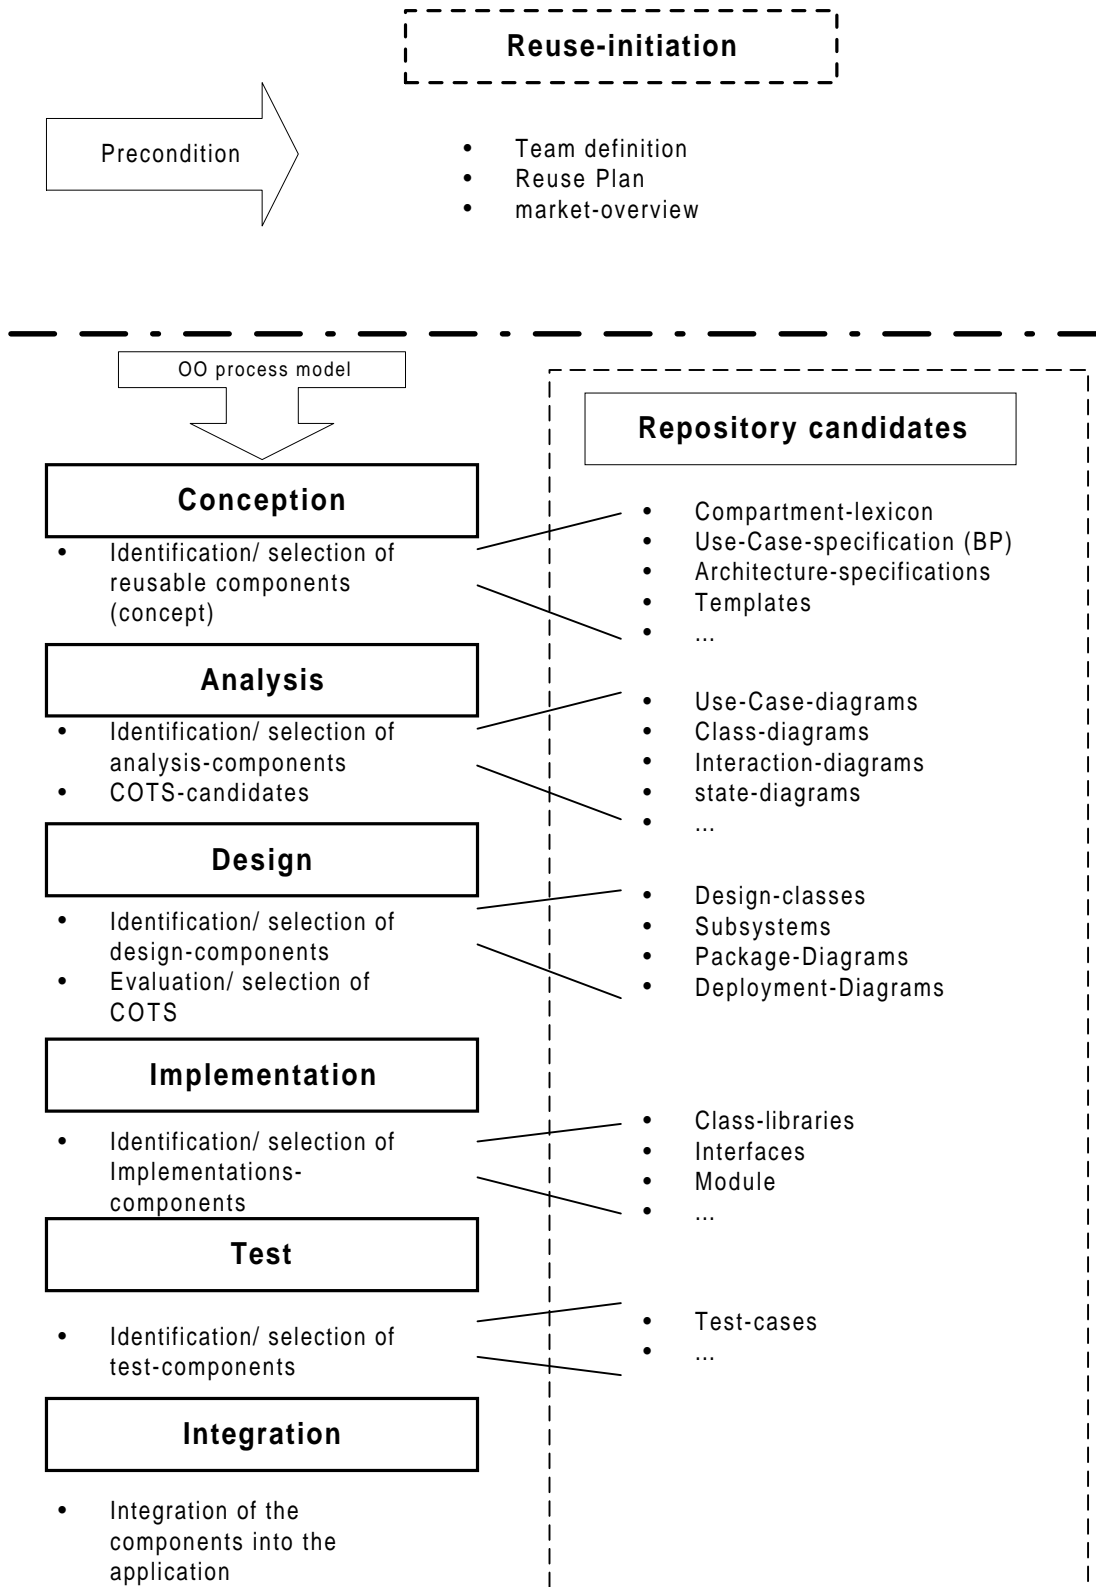 Reuse-initiation
Precondition
• Team definition
• Reuse Plan
• market-overview
OO process model
Repository candidates
Conception
• Identification/ selection of
reusable components
(concept)
• Compartment-lexicon
• Use-Case-specification (BP)
• Architecture-specifications
• Templates
• ...
Analysis
• Identification/ selection of
analysis-components
• COTS-candidates
• Use-Case-diagrams
• Class-diagrams
• Interaction-diagrams
• state-diagrams
• ...
Design
• Identification/ selection of
design-components
• Evaluation/ selection of
COTS
• Design-classes
• Subsystems
• Package-Diagrams
• Deployment-Diagrams
Implementation
• Identification/ selection of
Implementations-
components
• Class-libraries
• Interfaces
• Module
• ...
Test
• Identification/ selection of
test-components
• Test-cases
• ...
Integration
• Integration of the
components into the
application